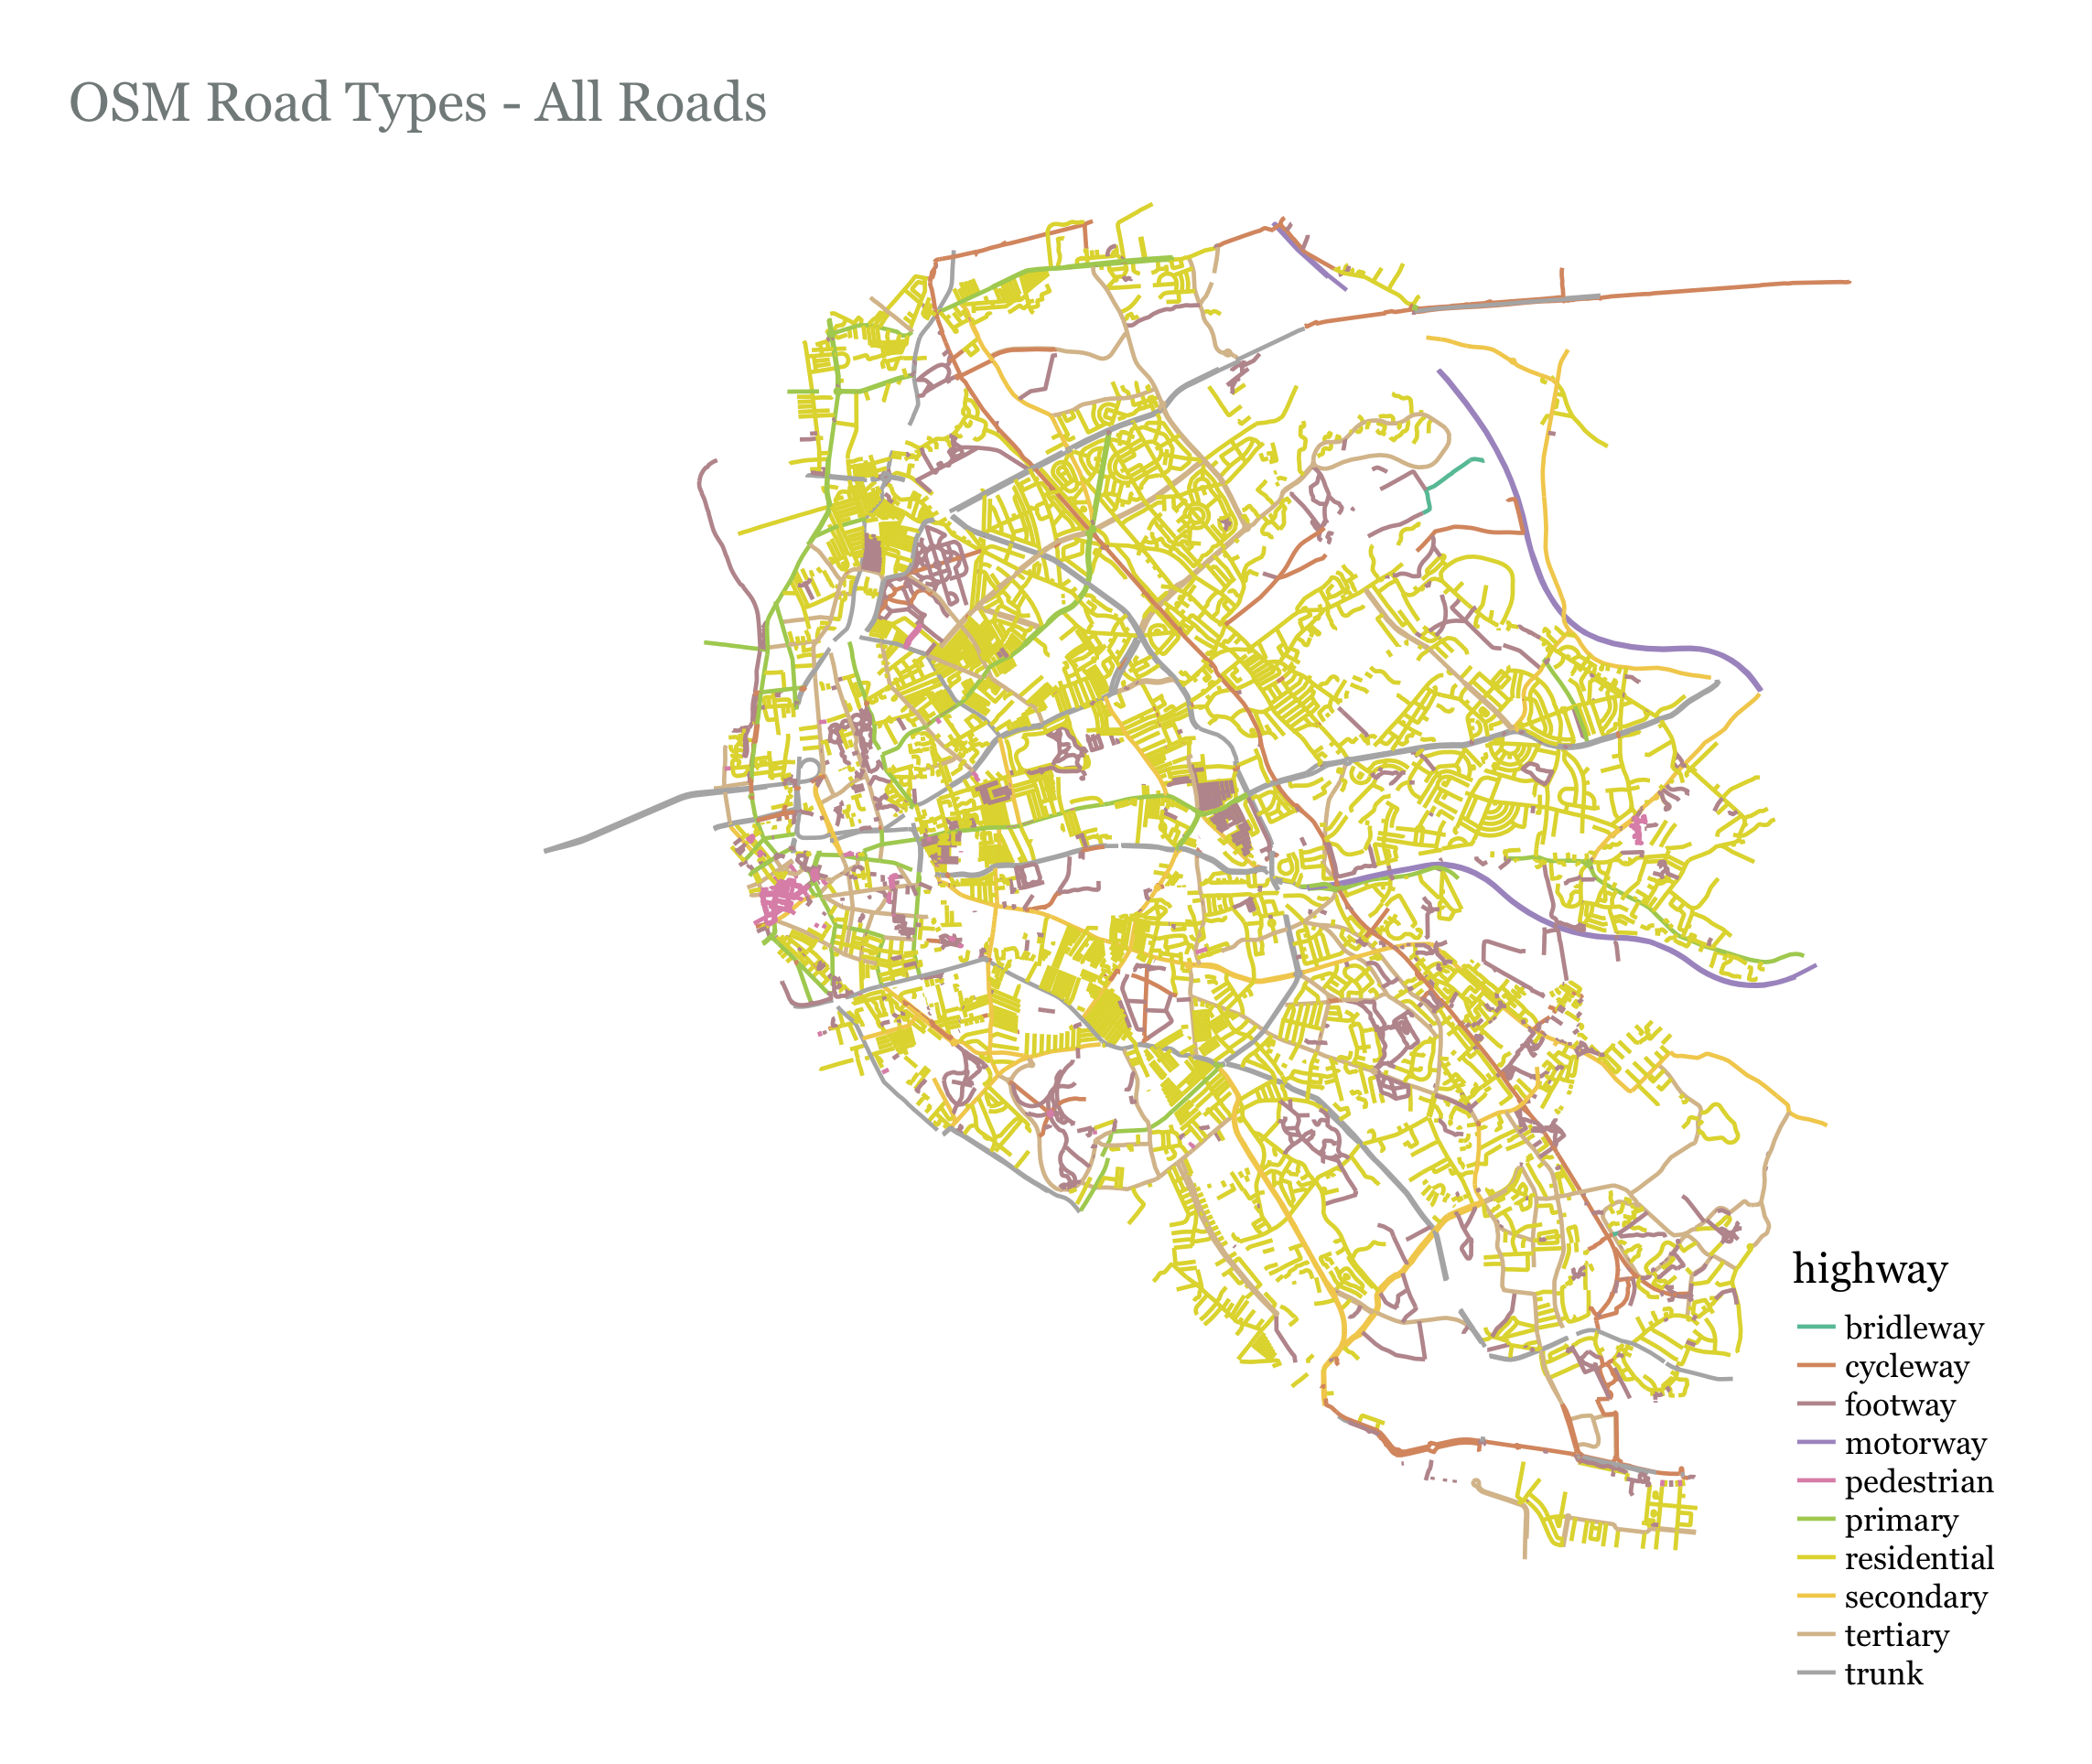 OSM Road Types - All Roads
highway
bridleway
cycleway
footway
motorway
pedestrian
primary
residential
secondary
tertiary
trunk